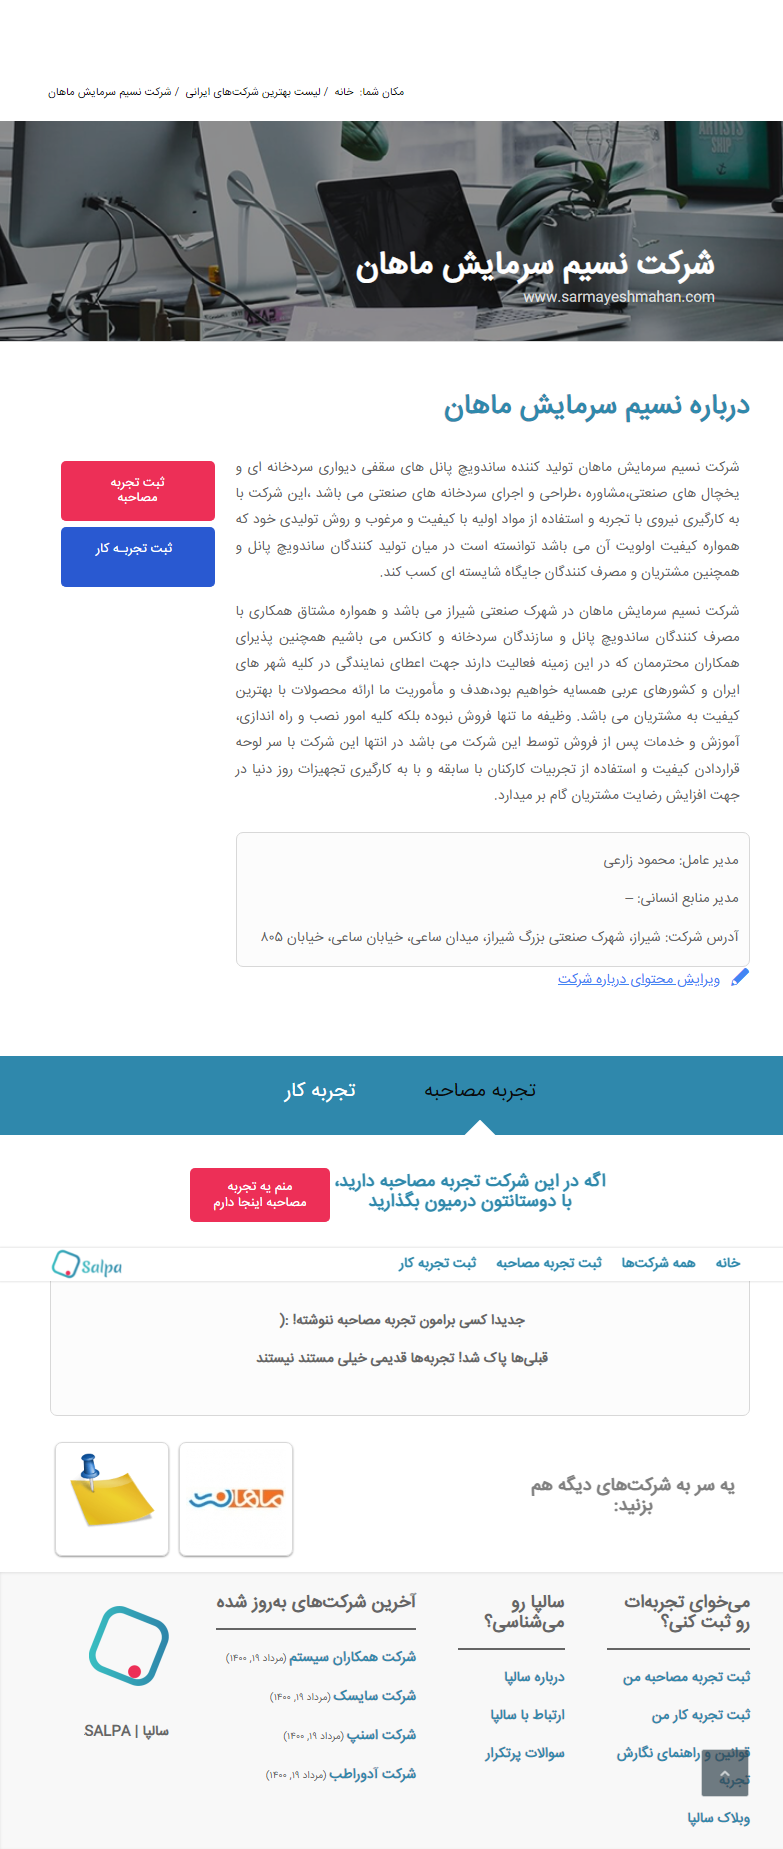 مکان شما: خانه / لیست بهترین شرکت‌های ایرانی / شرکت نسیم سرمایش ماهان
ARTISTS
SHIP
شرکت نسیم سرمایش ماهان
www.sarmayeshmahan.com
درباره نسیم سرمایش ماهان
شرکت نسیم سرمایش ماهان تولید کننده ساندویچ پانل های سقفی دیواری سردخانه ای و
یخچال های صنعتی،مشاوره ،طراحی و اجرای سردخانه های صنعتی می باشد ،این شرکت با
به کارگیری نیروی با تجربه و استفاده از مواد اولیه با کیفیت و مرغوب و روش تولیدی خود که
همواره کیفیت اولویت آن می باشد توانسته است در میان تولید کنندگان ساندویچ پانل و
همچنین مشتریان و مصرف کنندگان جایگاه شایسته ای کسب کند.
شرکت نسیم سرمایش ماهان در شهرک صنعتی شیراز می باشد و همواره مشتاق همکاری با
مصرف کنندگان ساندویچ پانل و سازندگان سردخانه و کانکس می باشیم همچنین پذیرای
همکاران محترممان که در این زمینه فعالیت دارند جهت اعطای نمایندگی در کلیه شهر های
ایران و کشورهای عربی همسایه خواهیم بود،هدف و مأموریت ما ارائه محصولات با بهترین
کیفیت به مشتریان می باشد. وظیفه ما تنها فروش نبوده بلکه کلیه امور نصب و راه اندازی،
آموزش و خدمات پس از فروش توسط این شرکت می باشد در انتها این شرکت با سر لوحه
قراردادن کیفیت و استفاده از تجربیات کارکنان با سابقه و با به کارگیری تجهیزات روز دنیا در
جهت افزایش رضایت مشتریان گام بر میدارد.
ثبت تجربه
مصاحبه
ثبت تجربـه کار
مدیر عامل: محمود زارعی
مدیر منابع انسانی: –
آدرس شرکت: شیراز، شهرک صنعتی بزرگ شیراز، میدان ساعی، خیابان ساعی، خیابان ۸۰۵
ویرایش محتوای درباره شرکت
تجربه مصاحبه
تجربه کار
اگه در این شرکت تجربه مصاحبه دارید،
با دوستانتون درمیون بگذارید
منم یه تجربه
مصاحبه اینجا دارم
خانه
همه شرکت‌ها
ثبت تجربه مصاحبه
ثبت تجربه کار
Salpa
جدیدا کسی برامون تجربه مصاحبه ننوشته! :(
قبلی‌ها پاک شد! تجربه‌ها قدیمی خیلی مستند نیستند
یه سر به شرکت‌های دیگه هم
بزنید:
ماهان نت
می‌خوای تجربه‌ات
رو ثبت کنی؟
ثبت تجربه مصاحبه من
ثبت تجربه کار من
قوانین و راهنمای نگارش
تجربه
وبلاک سالپا
سالپا رو
می‌شناسی؟
درباره سالپا
ارتباط با سالپا
سوالات پرتکرار
آخرین شرکت‌های به‌روز شده
شرکت همکاران سیستم (مرداد ۱۹, ۱۴۰۰)
شرکت سایسک (مرداد ۱۹, ۱۴۰۰)
شرکت اسنپ (مرداد ۱۹, ۱۴۰۰)
شرکت آدوراطب (مرداد ۱۹, ۱۴۰۰)
سالپا | SALPA